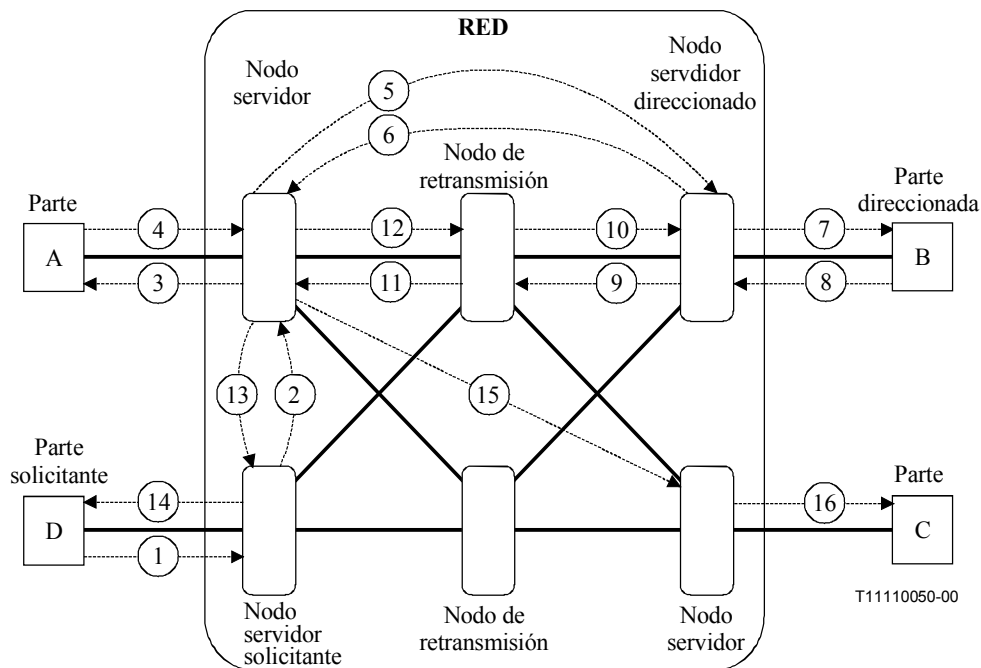 RED
Nodo
servidor
5
Nodo
servdidor
direccionado
6
Nodo de
retransmisión
Parte
Parte
direccionada
4
12
10
7
A
B
3
11
9
8
13
2
15
Parte
solicitante
Parte
14
16
D
C
1
Nodo
servidor
solicitante
Nodo de
retransmisión
Nodo
servidor
T11110050-00